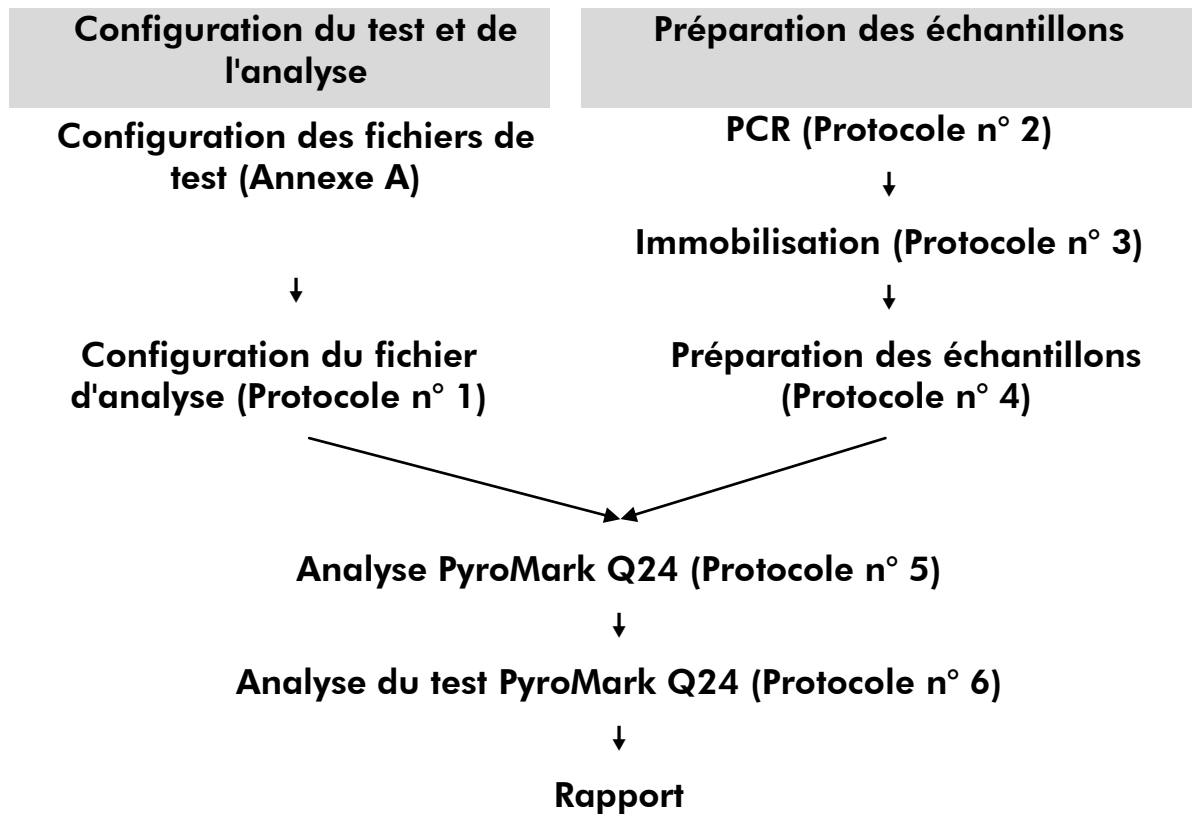 Configuration du test et de
l'analyse
Configuration des fichiers de
test (Annexe A)
Configuration du fichier
d'analyse (Protocole n° 1)
Préparation des échantillons
PCR (Protocole n° 2)
Immobilisation (Protocole n° 3)
Préparation des échantillons
(Protocole n° 4)
Analyse PyroMark Q24 (Protocole n° 5)
Analyse du test PyroMark Q24 (Protocole n° 6)
Rapport